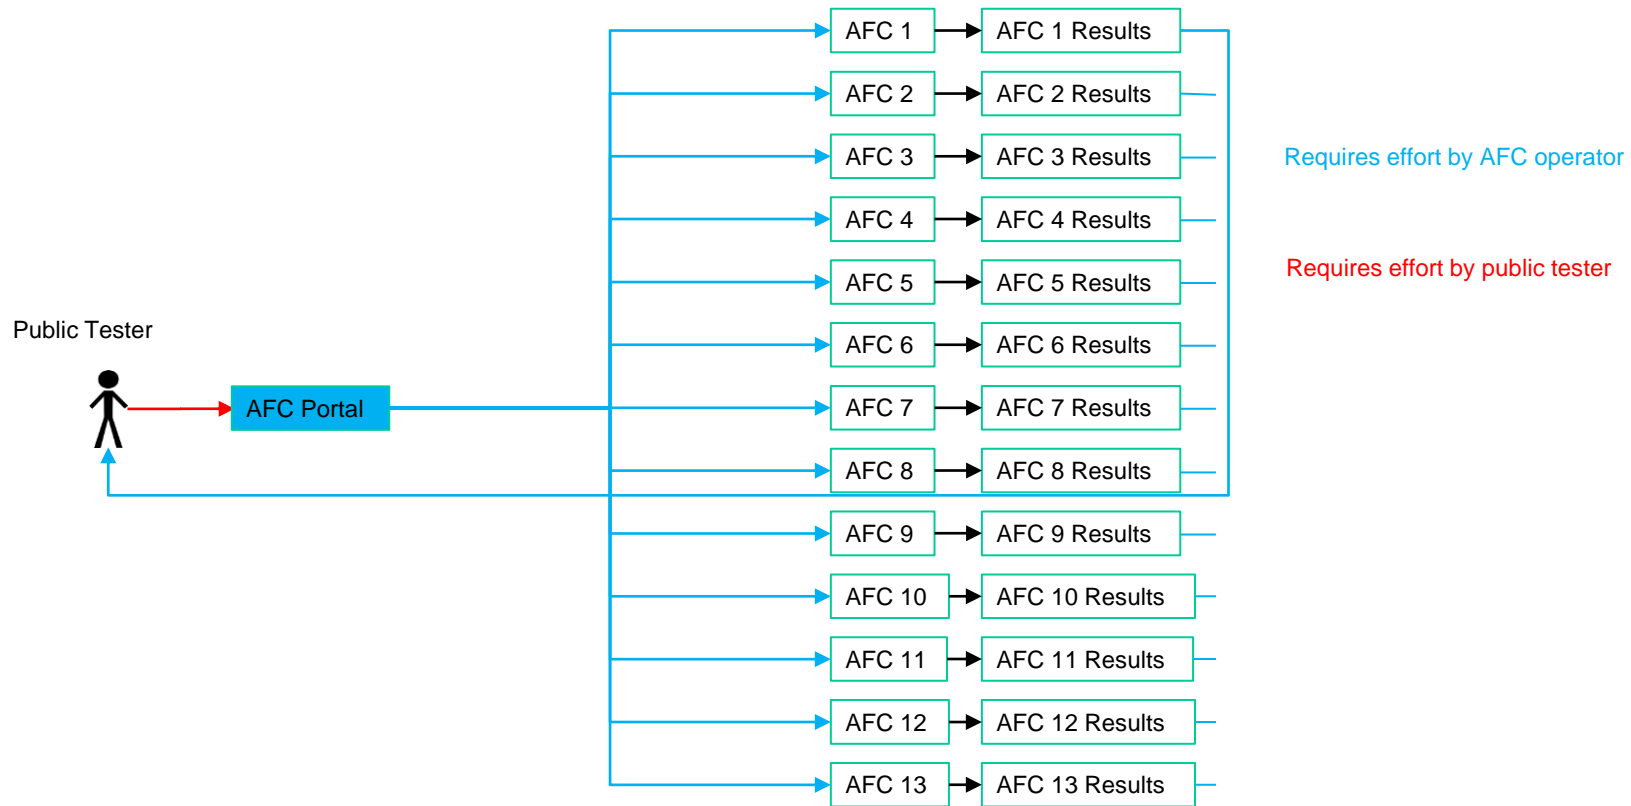 AFC 1
AFC 1 Results
AFC 2
AFC 2 Results
AFC 3
AFC 3 Results
Requires effort by AFC operator
AFC 4
AFC 4 Results
AFC 5
AFC 5 Results
Requires effort by public tester
Public Tester
AFC 6
AFC 6 Results
AFC Portal
AFC 7
AFC 7 Results
AFC 8
AFC 8 Results
AFC 9
AFC 9 Results
AFC 10
AFC 10 Results
AFC 11
AFC 11 Results
AFC 12
AFC 12 Results
AFC 13
AFC 13 Results